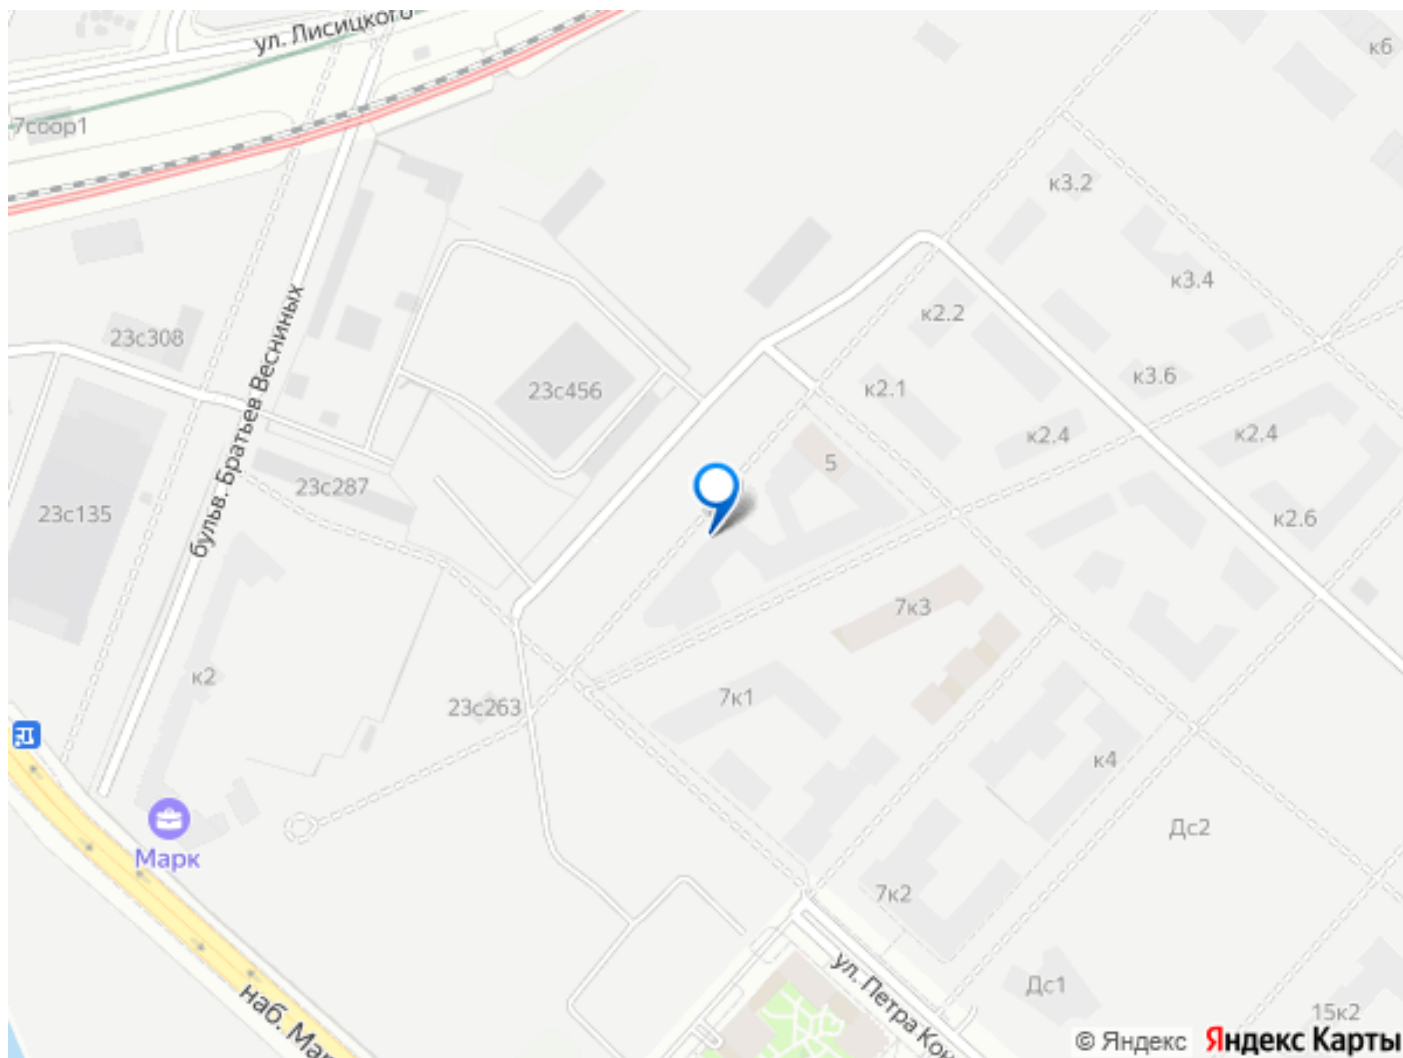 ул. Лисицкого
к6
7соор1
к3.2
к3.4
23с308
к2.2
бульв. Братьев Весниных
23с456
к2.1
к3.6
к2.4
к2.4
5
23с287
23с135
к2.6
7к3
к2
7к1
23с263
к4
Дс2
Марк
7к2
ул. Петра Кон
Дс1
наб. Мар
15к2
© Яндекс Яндекс Карты